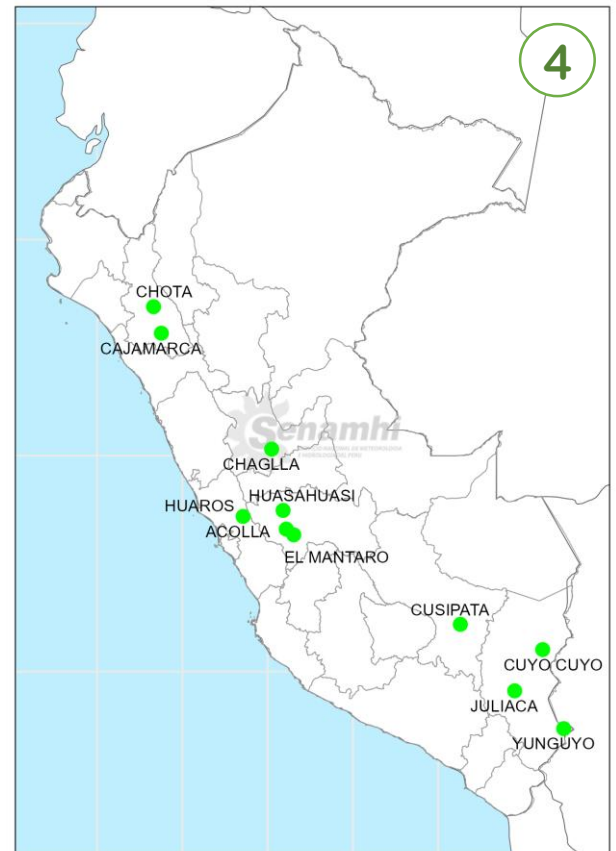 4
CHOTA
CAJAMARCA
Senamhi
CHAGLLA
HUASAHUASI
HUAROS
ACOLLA
EL MANTARO
CUSIPATA
CUYO CUYO
JULIACA
YUNGUYO